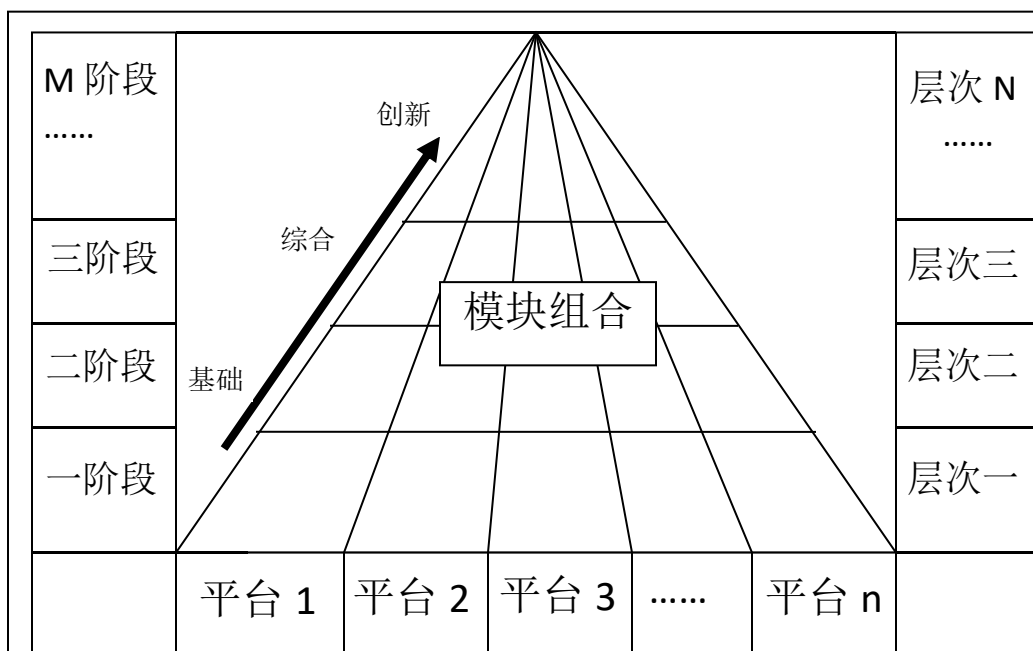 M 阶段
……
层次 N
……
创新
综合
三阶段
层次三
模块组合
二阶段
基础
层次二
一阶段
层次一
平台 1
平台 2
平台 3
……
平台 n